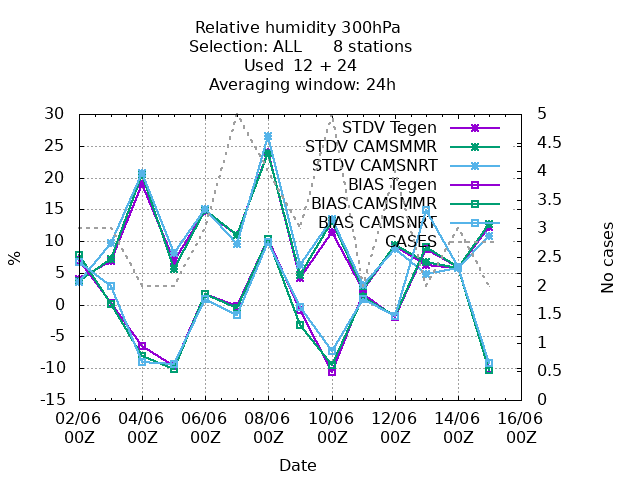 Relative humidity 300hPa
Selection: ALL 8 stations
Used 12 + 24
Averaging window: 24h
30 5
25 4.5
20 4
15 3.5
10 3
5 2.5
0 2
-5 1.5
-10 1
-15 0.5
0
STDV Tegen
STDV CAMSMMR
STDV CAMSNRT
BIAS Tegen
BIAS CAMSMMR
BIAS CAMSNRT
CASES
%
No cases
02/06 04/06 06/06 08/06 10/06 12/06 14/06 16/06
00Z 00Z 00Z 00Z 00Z 00Z 00Z 00Z
Date